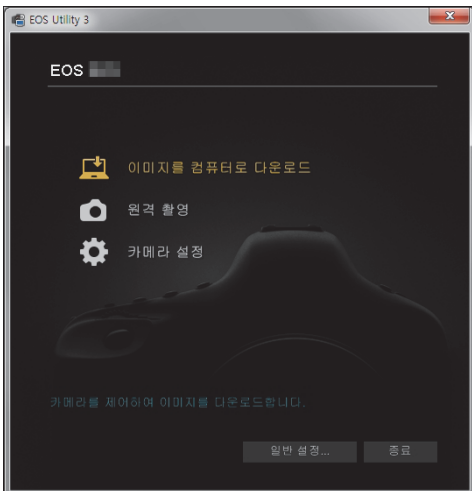 EOS Utility 3
EOS
이미지를 컴퓨터로 다운로드
원격 촬영
카메라 설정
카메라를 제어하여 이미지를 다운로드합니다.
일반 설정...
종료